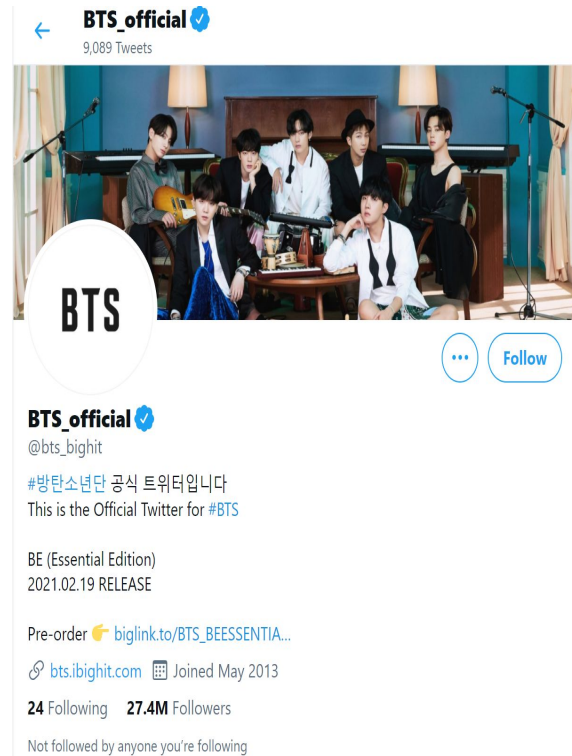 BTS_official
9,089 Tweets
BTS
Follow
BTS_official
@bts_bighit
#방탄소년단 공식 트위터입니다
This is the Official Twitter for #BTS
BE (Essential Edition)
2021.02.19 RELEASE
Pre-order 👉 biglink.to/BTS_BEESSENTIA...
bts.ibighit.com Joined May 2013
24 Following 27.4M Followers
Not followed by anyone you're following